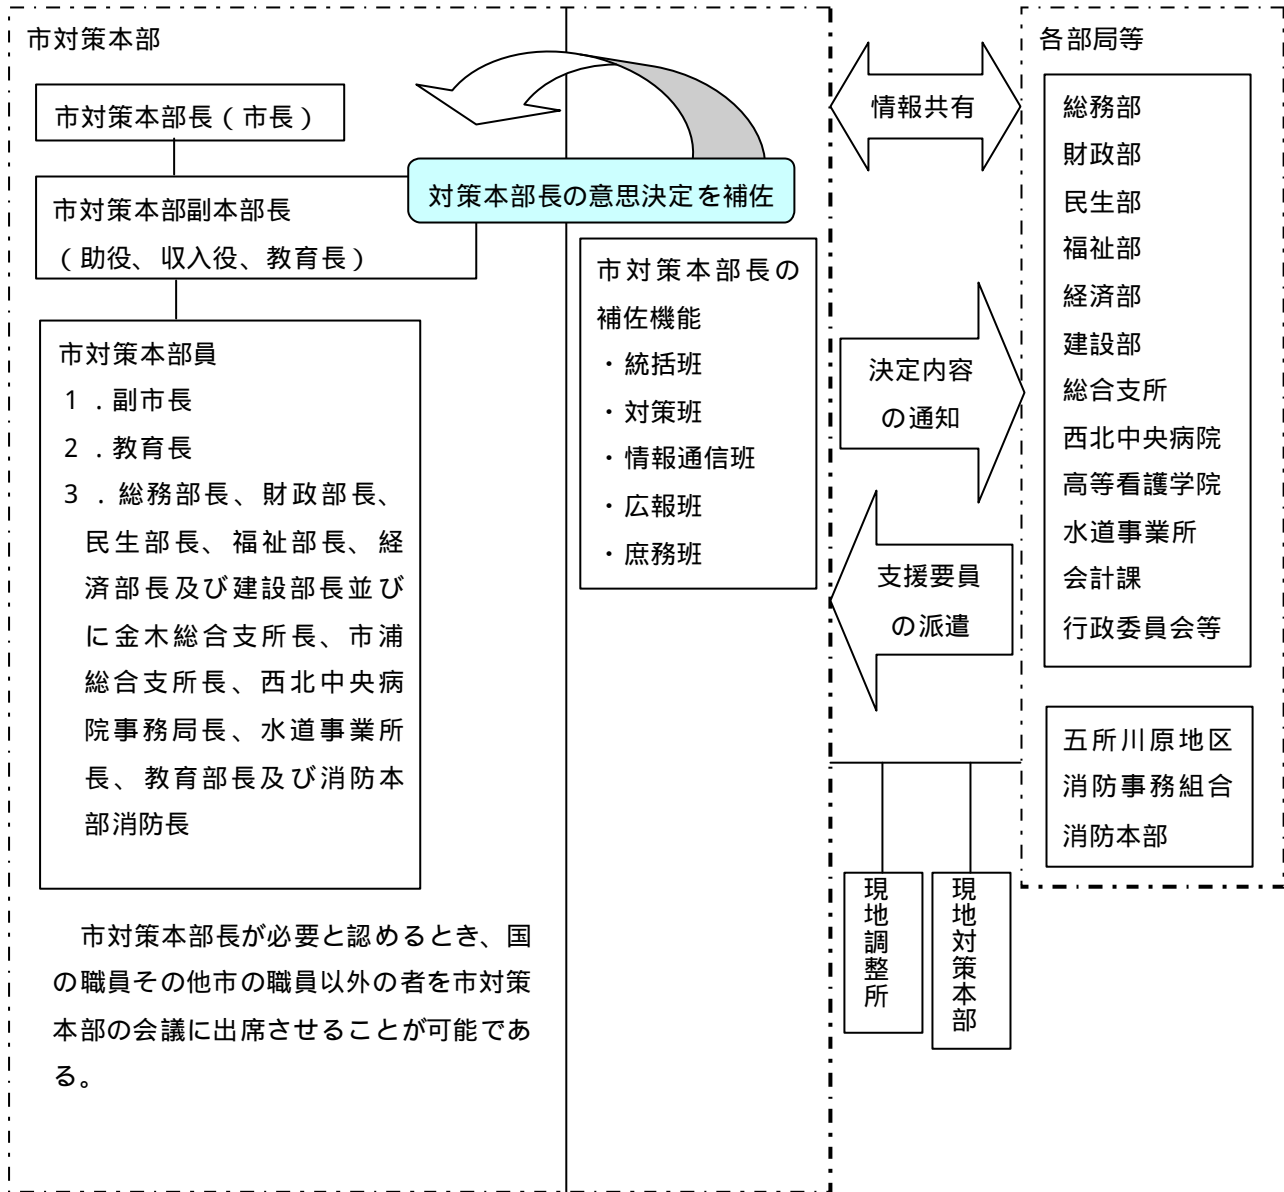 市対策本部
市対策本部長（市長）
市対策本部副本部長
（助役、収入役、教育長）
市対策本部員
1．副市長
2．教育長
3．総務部長、財政部長、
民生部長、福祉部長、経
済部長及び建設部長並び
に金木総合支所長、市浦
総合支所長、西北中央病
院事務局長、水道事業所
長、教育部長及び消防本
部消防長
市対策本部長が必要と認めるとき、国
の職員その他市の職員以外の者を市対策
本部の会議に出席させることが可能であ
る。
対策本部長の意思決定を補佐
市対策本部長の
補佐機能
・統括班
・対策班
・情報通信班
・広報班
・庶務班
情報共有
決定内容
の通知
支援要員
の派遣
現地調整所
現地対策本部
各部局等
総務部
財政部
民生部
福祉部
経済部
建設部
総合支所
西北中央病院
高等看護学院
水道事業所
会計課
行政委員会等
五所川原地区
消防事務組合
消防本部